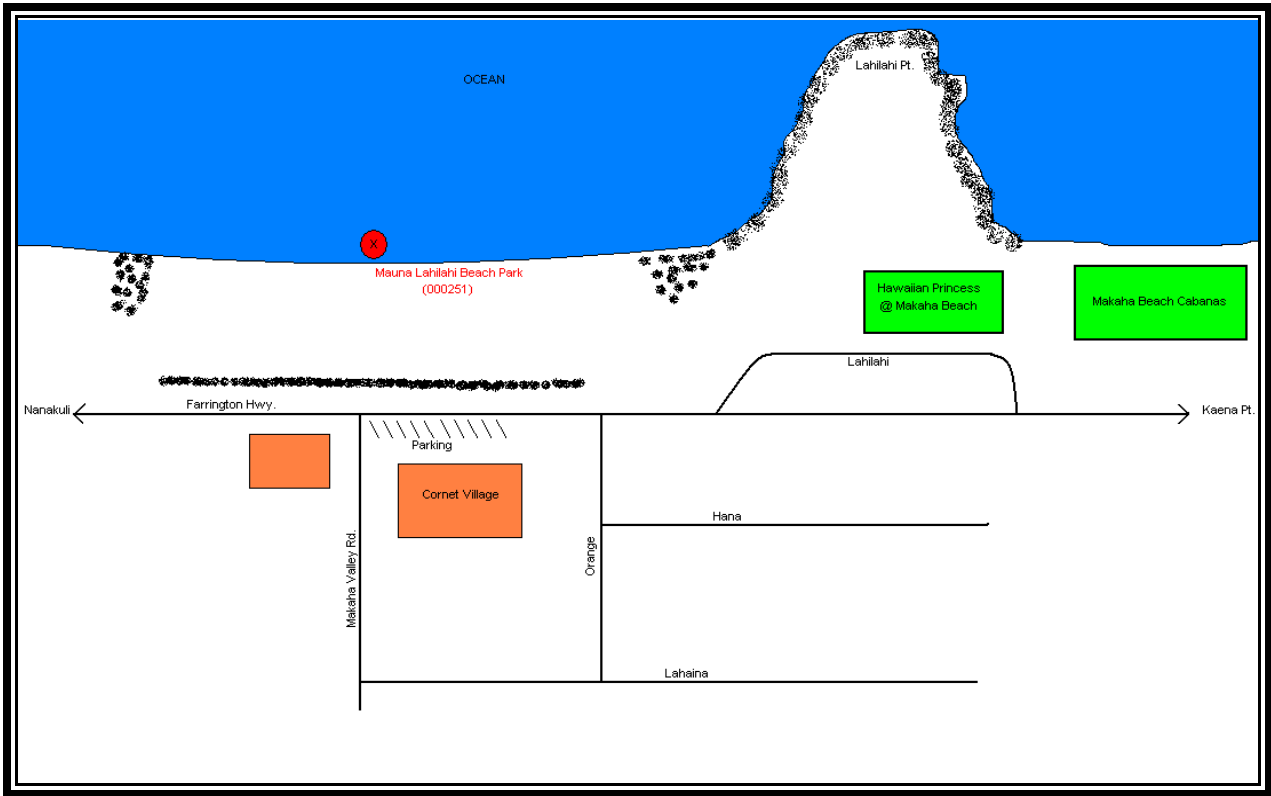 OCEAN
Lahilahi Pt.
X
Mauna Lahilahi Beach Park
(000251)
Hawaiian Princess
@ Makaha Beach
Makaha Beach Cabanas
Lahilahi
Nanakuli
Farrington Hwy.
Kaena Pt.
Parking
Cornet Village
Hana
Makaha Valley Rd.
Orange
Lahaina